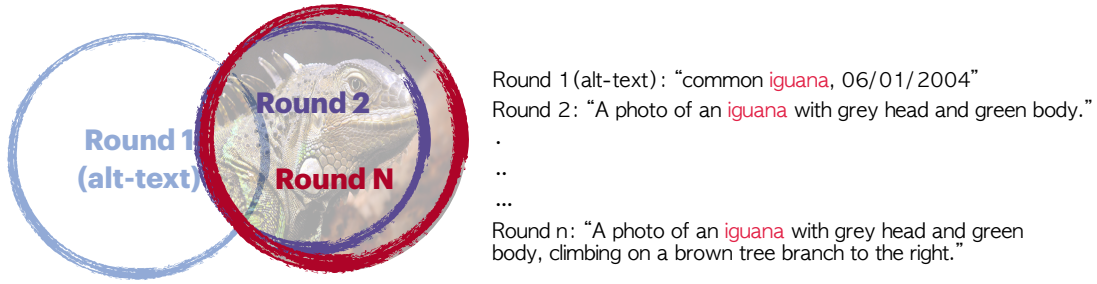 Round 1
(alt-text)
Round 2
Round N
Round 1(alt-text): “common iguana, 06/01/2004”
Round 2: “A photo of an iguana with grey head and green body.”
.
..
...
Round n: “A photo of an iguana with grey head and green
body, climbing on a brown tree branch to the right.”